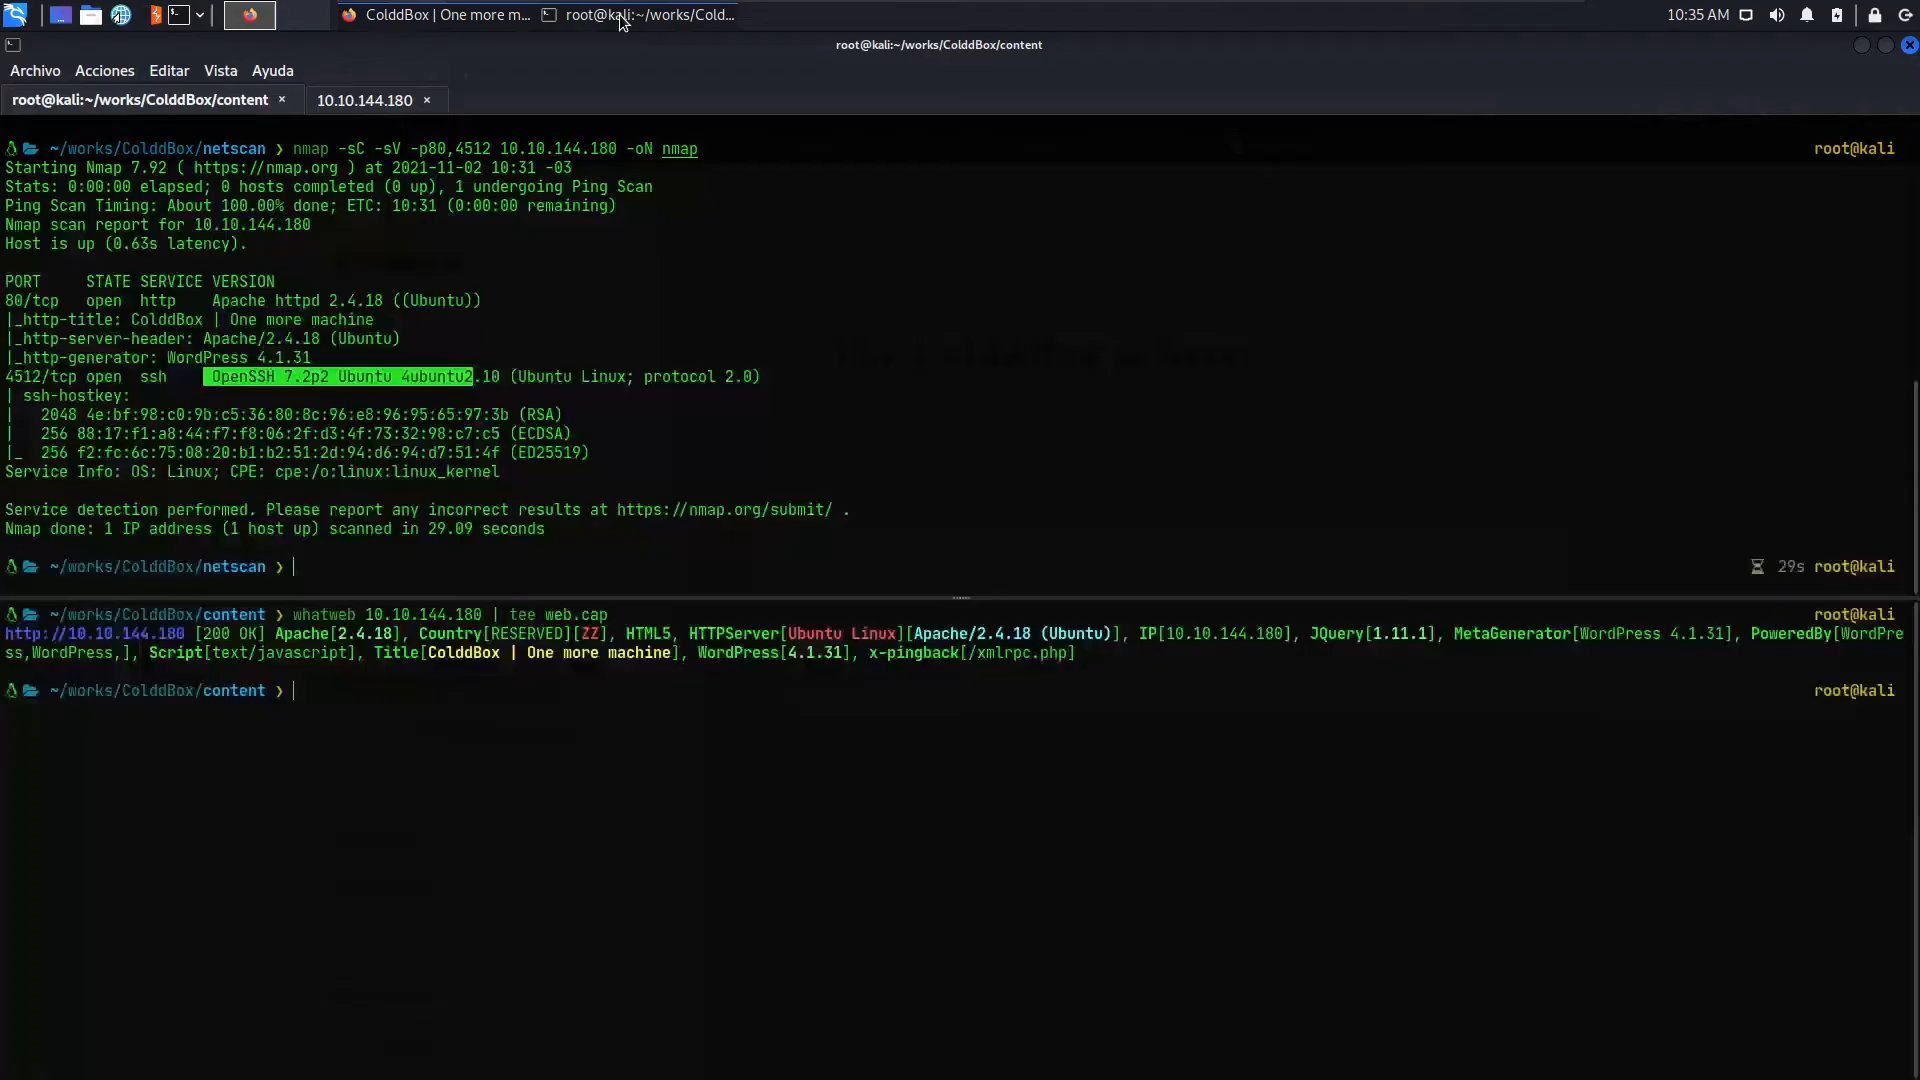 ColddBox | One more m...
root@kali:~/works/Cold...
10:35 AM
root@kali:~/works/ColddBox/content
Archivo Acciones Editar Vista Ayuda
root@kali:~/works/ColddBox/content ×
10.10.144.180 ×
~/works/ColddBox/netscan ❯ nmap -sC -sV -p80,4512 10.10.144.180 -oN nmap root@kali
Starting Nmap 7.92 ( https://nmap.org ) at 2021-11-02 10:31 -03
Stats: 0:00:00 elapsed; 0 hosts completed (0 up), 1 undergoing Ping Scan
Ping Scan Timing: About 100.00% done; ETC: 10:31 (0:00:00 remaining)
Nmap scan report for 10.10.144.180
Host is up (0.63s latency).
PORT     STATE SERVICE VERSION
80/tcp   open  http    Apache httpd 2.4.18 ((Ubuntu))
|_http-title: ColddBox | One more machine
|_http-server-header: Apache/2.4.18 (Ubuntu)
|_http-generator: WordPress 4.1.31
4512/tcp open  ssh     OpenSSH 7.2p2 Ubuntu 4ubuntu2.10 (Ubuntu Linux; protocol 2.0)
| ssh-hostkey:
|   2048 4e:bf:98:c0:9b:c5:36:80:8c:96:e8:96:95:65:97:3b (RSA)
|   256 88:17:f1:a8:44:f7:f8:06:2f:d3:4f:73:32:98:c7:c5 (ECDSA)
|_  256 f2:fc:6c:75:08:20:b1:b2:51:2d:94:d6:94:d7:51:4f (ED25519)
Service Info: OS: Linux; CPE: cpe:/o:linux:linux_kernel
Service detection performed. Please report any incorrect results at https://nmap.org/submit/ .
Nmap done: 1 IP address (1 host up) scanned in 29.09 seconds
~/works/ColddBox/netscan ❯ 29s root@kali
~/works/ColddBox/content ❯ whatweb 10.10.144.180 | tee web.cap root@kali
http://10.10.144.180 [200 OK] Apache[2.4.18], Country[RESERVED][ZZ], HTML5, HTTPServer[Ubuntu Linux][Apache/2.4.18 (Ubuntu)], IP[10.10.144.180], JQuery[1.11.1], MetaGenerator[WordPress 4.1.31], PoweredBy[WordPre
ss,WordPress,], Script[text/javascript], Title[ColddBox | One more machine], WordPress[4.1.31], x-pingback[/xmlrpc.php]
~/works/ColddBox/content ❯ root@kali